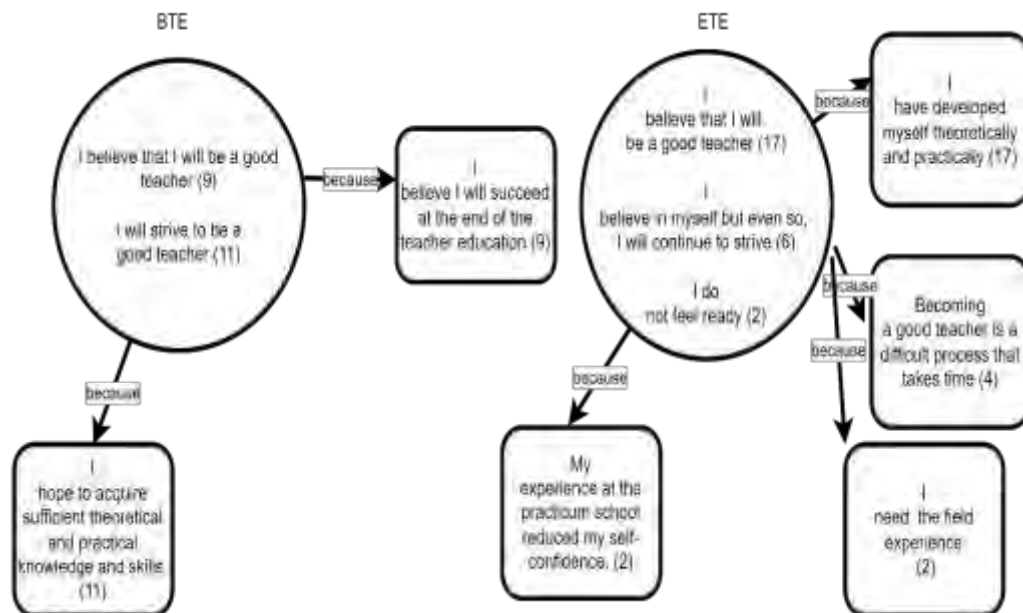 BTE
I believe that I will be a good
teacher (9)
I will strive to be a
good teacher (11)
because
I
believe I will succeed
at the end of the
teacher education (9)
because
I
hope to acquire
sufficient theoretical
and practical
knowledge and skills
(11)
ETE
I
believe that I will
be a good teacher (17)
I
believe in myself but even so,
I will continue to strive (6)
I do
not feel ready (2)
because
I
have developed
myself theoretically
and practically (17)
because
Becoming
a good teacher is a
difficult process that
takes time (4)
because
I
need the field
experience
(2)
because
My
experience at the
practicum school
reduced my self-
confidence. (2)